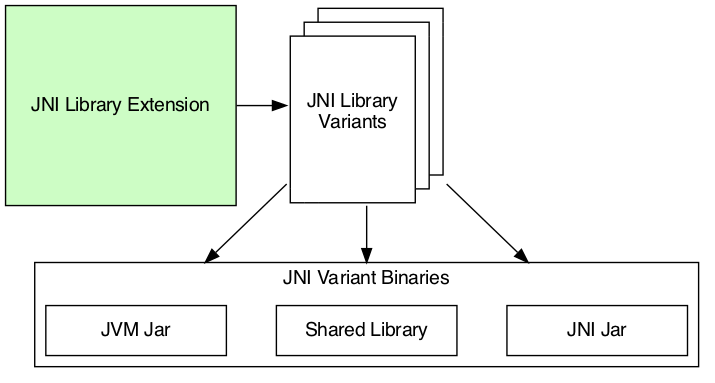 JNI Library Extension
JNI Library
Variants
JNI Variant Binaries
JVM Jar
Shared Library
JNI Jar